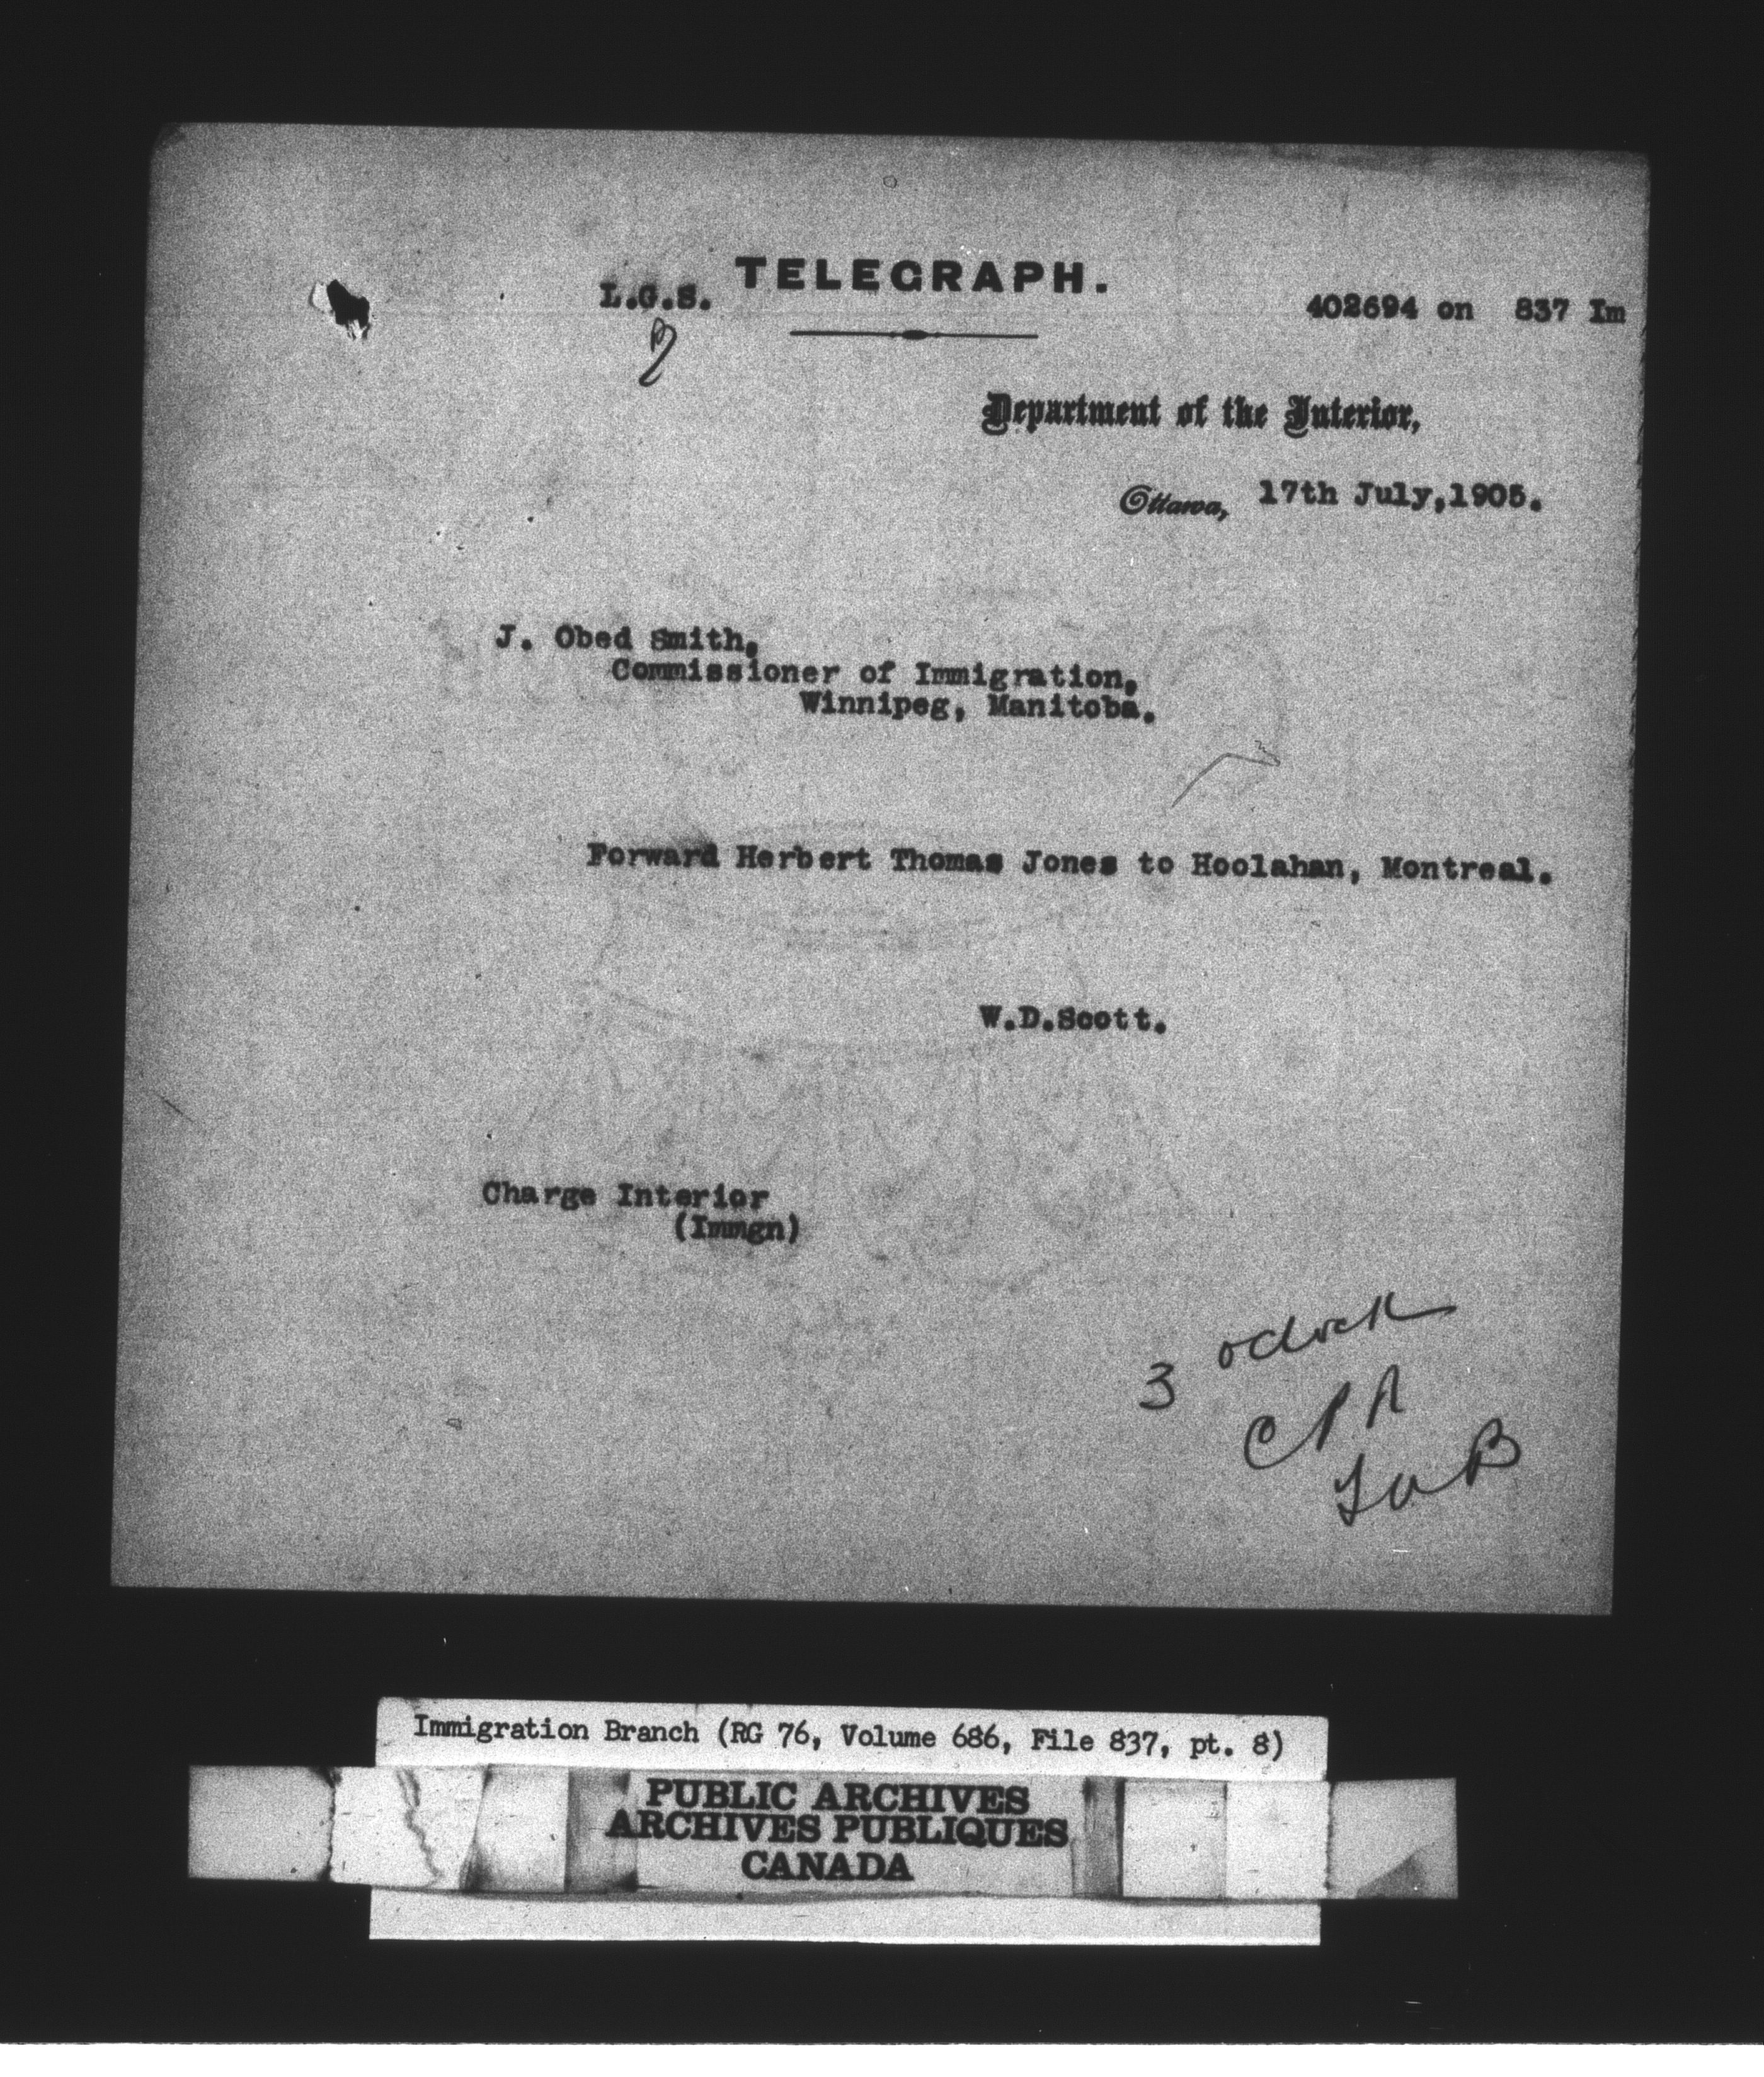 TELEGRAPH.
L.G.S.
402694 on 837 Im
Department of the Interior,
Ottawa, 17th July,1905.
J. Obed Smith,
Commissioner of Immigration,
Winnipeg, Manitoba.
Forward Herbert Thomas Jones to Hoolahan, Montreal.
W.D.Scott.
Charge Interior
(Immgn)
3 oclock
CPR
Immigration Branch (RG 76, Volume 686, File 837, pt. 8)
PUBLIC ARCHIVES
ARCHIVES PUBLIQUES
CANADA